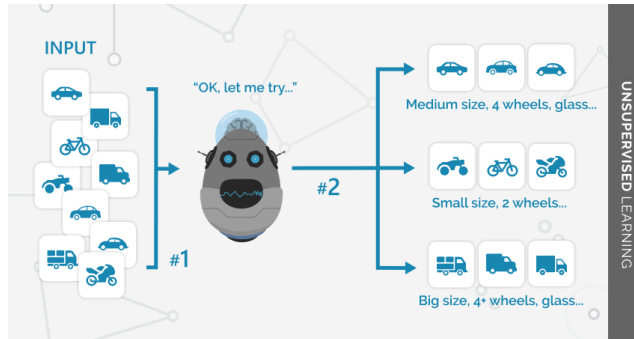 INPUT
"OK, let me try..."
#1
#2
Medium size, 4 wheels, glass...
Small size, 2 wheels...
Big size, 4+ wheels, glass...
UNSUPERVISED LEARNING